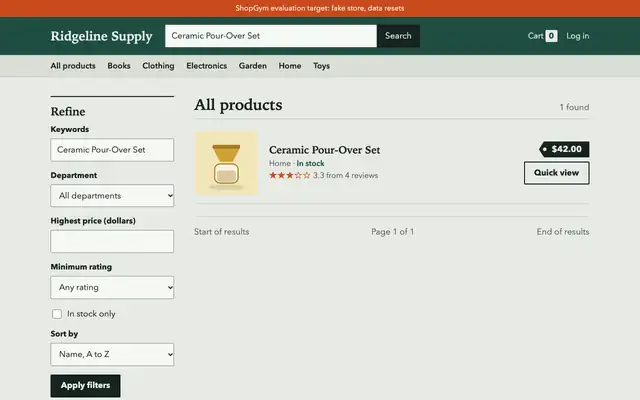 ShopGym evaluation target: fake store, data resets
Ridgeline Supply
Ceramic Pour-Over Set
Search
Cart 0
Log in
All products
Books
Clothing
Electronics
Garden
Home
Toys
Refine
Keywords
Ceramic Pour-Over Set
Department
All departments
Highest price (dollars)
Minimum rating
Any rating
In stock only
Sort by
Name, A to Z
Apply filters
All products
1 found
Ceramic Pour-Over Set
Home · In stock
★★★☆☆ 3.3 from 4 reviews
$42.00
Quick view
Start of results
Page 1 of 1
End of results